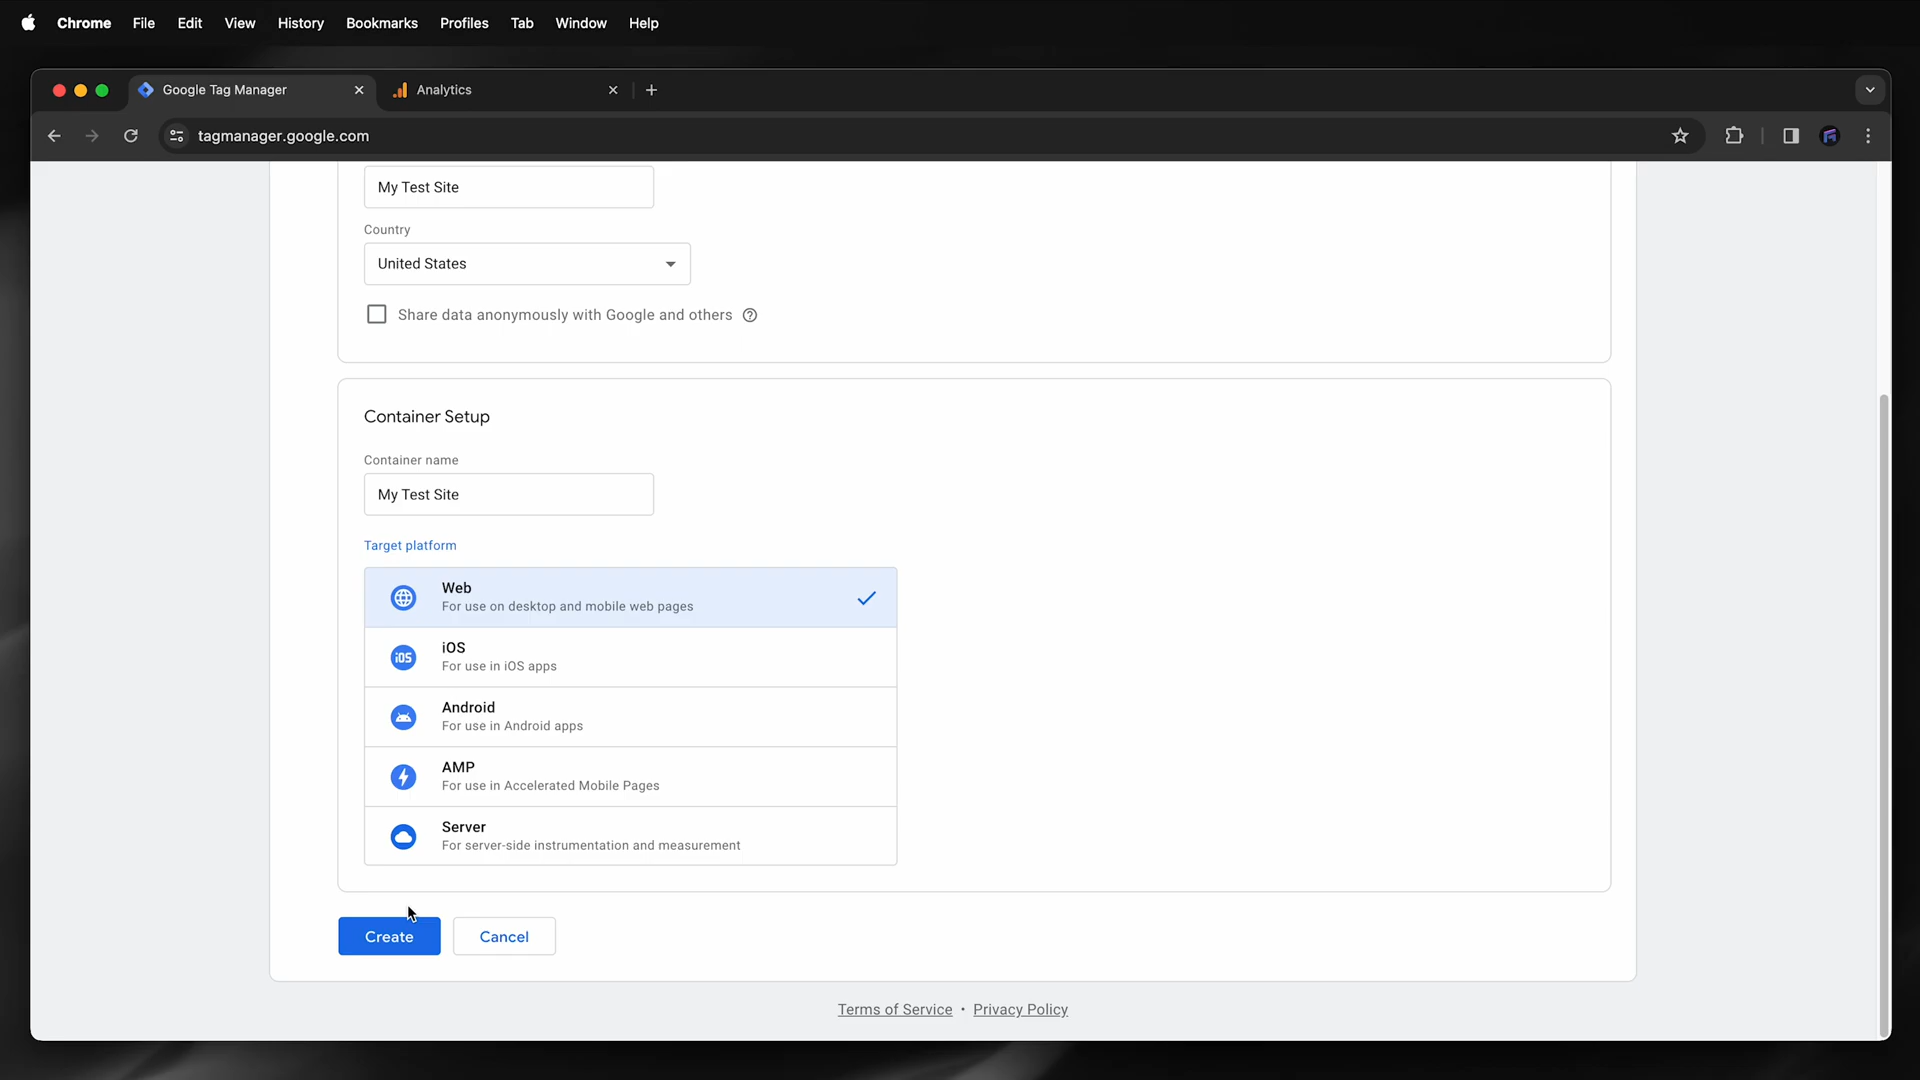 Chrome File Edit View History Bookmarks Profiles Tab Window Help
Google Tag Manager Analytics
tagmanager.google.com
My Test Site
Country
United States
Share data anonymously with Google and others
Container Setup
Container name
My Test Site
Target platform
Web
For use on desktop and mobile web pages
iOS
iOS
For use in iOS apps
Android
For use in Android apps
AMP
For use in Accelerated Mobile Pages
Server
For server-side instrumentation and measurement
Create Cancel
Terms of Service • Privacy Policy